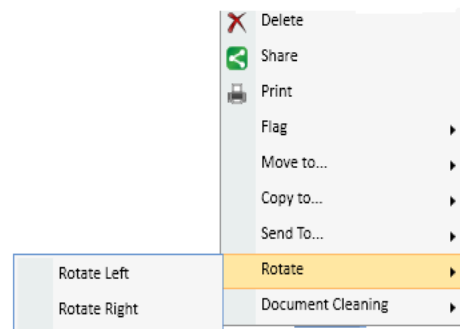 Delete
Share
Print
Flag
Move to...
Copy to...
Send To...
Rotate
Document Cleaning
Rotate Left
Rotate Right